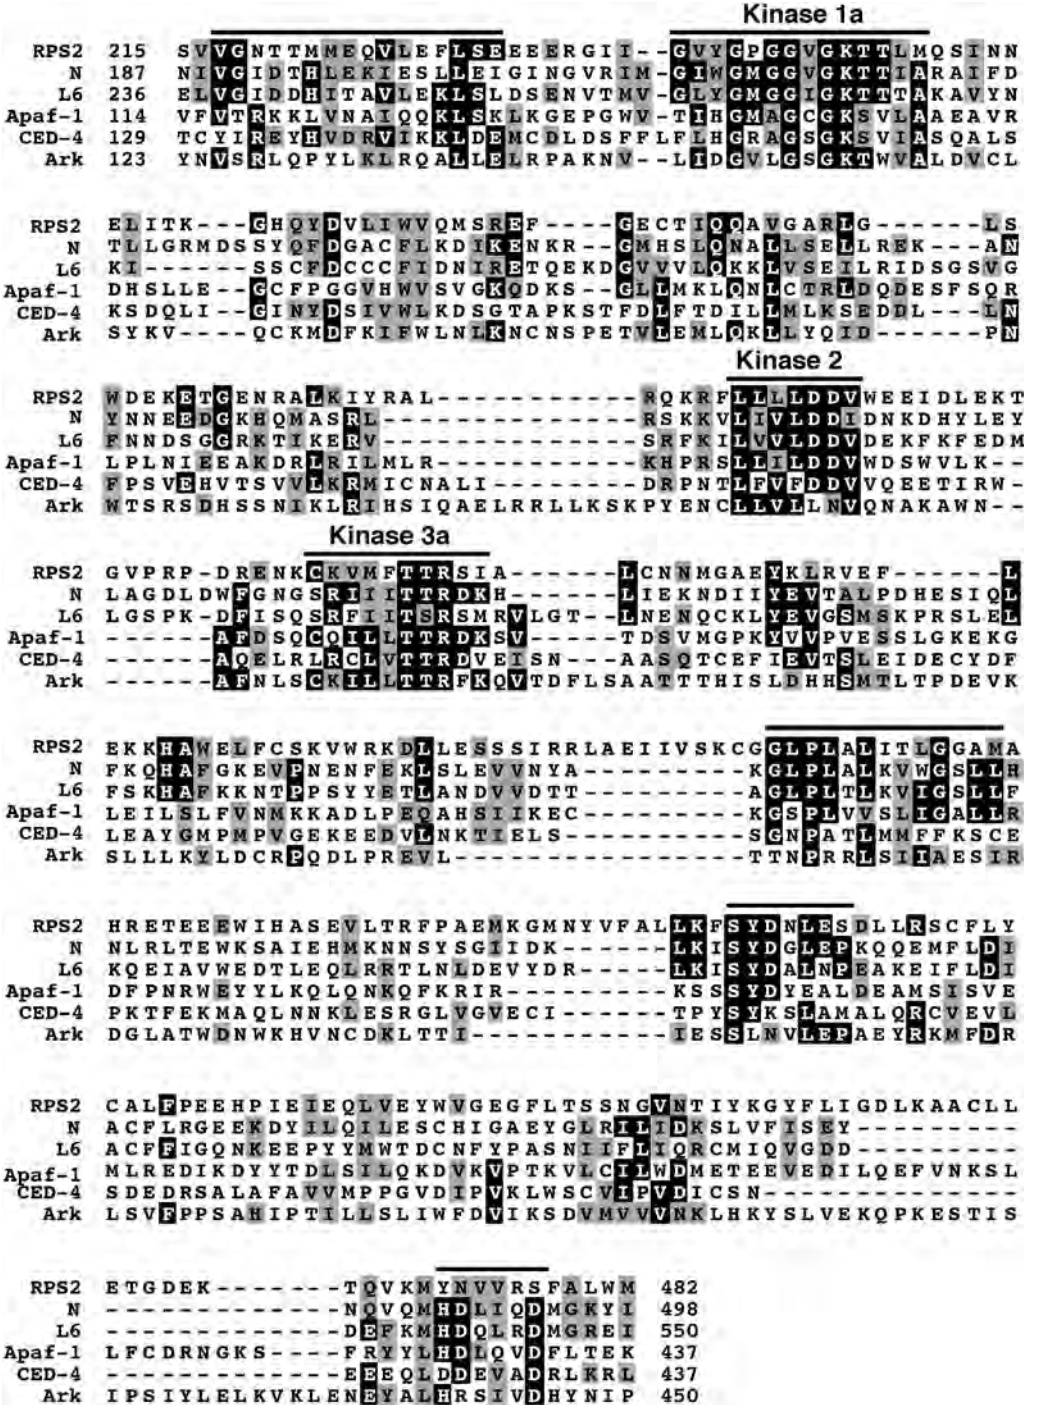 Kinase 1a
RPS2 215 SVVGNTTMMEQVLEFLSEEEERGII--GVYGPGGVGKTTLMQSINN
N 187 NIVGIDTHLEKIESLLEIGINGVRIM-GIWGMGGVGKTTIARAIFD
L6 236 ELVGIDDHITAVLEKLSLDSENVTMV-GLYGMGGIGKTTTAKAVYN
Apaf-1 114 VFVTRKKLVNAIQQKLSKLKGEPGWV-TIHGMAGCGKSVLAAEAVR
CED-4 129 TCYIREYHVDRVIKKLDEMCDLDSFFLFLHGRAGSGKSVIASQALS
Ark 123 YNVSRLQPYLKLRQALLELRPAKNV--LIDGVLGSGKTWVALDVCL
RPS2 ELITK---GHQYDVLIWVQMSREF----GECTIQQAVGARLG------LS
N TLLGRMDSSYQFDGACFLKDIKENKR--GMHSLQNALLSELLREK---AN
L6 KI------SSCFDCCCFIDNIRETQEKDGVVVLQKKLVSEILRIDSGSVG
Apaf-1 DHSLLE--GCFPGGVHWVSVGKQDKS--GLLMKLQNLCTRLDQDESFSQR
CED-4 KSDQLI--GINYDSIVWLKDSGTAPKSTFDLFTDILLMLKSEDDL---LN
Ark SYKV----QCKMDFKIFWLNLKNCNSPETVLEMLQKLLYQID------PN
Kinase 2
RPS2 WDEKETGENRALKIYRAL-----------RQKRFLLLLDDVWEEIDLEKT
N YNNEEDGKHQMASRL--------------RSKKVLIVLDDIDNKDHYLEY
L6 FNNDSGGRKTIKERV--------------SRFKILVVLDDVDEKFKFEDM
Apaf-1 LPLNIEEAKDRLRILMLR-----------KHPRSLLILDDVWDSWVLK--
CED-4 FPSVEHVTSVVLKRMICNALI--------DRPNTLFVFDDVVQEETIRW-
Ark WTSRSDHSSNIKLRIHSIQAELRRLLKSKPYENCLLVLLNVQNAKAWN--
Kinase 3a
RPS2 GVPRP-DRENKCKVMFTTRSIA------LCNNMGAEYKLRVEF------L
N LAGDLDWFGNGSRIIITTRDKH------LIEKNDIIYEVTALPDHESIQL
L6 LGSPK-DFISQSRFIITSRSMRVLGT--LNENQCKLYEVGSMSKPRSLEL
Apaf-1 ------AFDSQCQILLTTRDKSV-----TDSVMGPKYVVPVESSLGKEKG
CED-4 ------AQELRLRCLVTTRDVEISN---AASQTCEFIEVTSLEIDECYDF
Ark ------AFNLSCKILLTTRFKQVTDFLSAATTTHISLDHHSMTLTPDEVK
RPS2 EKKHAWELFCSKVWRKDLLESSSIRRLAEIIVSKCGGLPLALITLGGAMA
N FKQHAFGKEVPNENFEKLSLEVVNYA---------KGLPLALKVWGSLLH
L6 FSKHAFKKNTPPSYYETLANDVVDTT---------AGLPLTLKVIGSLLF
Apaf-1 LEILSLFVNMKKADLPEQAHSIIKEC---------KGSPLVVSLIGALLR
CED-4 LEAYGMPMPVGEKEEDVLNKTIELS----------SGNPATLMMFFKSCE
Ark SLLLKYLDCRPQDLPREVL---------------TTNPRRLSIIAESIR
RPS2 HRETEEEWIHASEVLTRFPAEMKGMNYVFALLKFSYDNLESDLLRSCFLY
N NLRLTEWKSAIEHMKNNSYSGIIDK------LKISYDGLEPKQQEMFLDI
L6 KQEIAVWEDTLEQLRRTLNLDEVYDR-----LKISYDALNPEAKEIFLDI
Apaf-1 DFPNRWEYYLKQLQNKQFKRIR---------KSSSYDYEALDEAMSISVE
CED-4 PKTFEKMAQLNNKLESRGLVGVECI------TPYSYKSLAMALQRCVEVL
Ark DGLATWDNWKHVNCDKLTTI-----------IESSLNVLEPAEYRKMFDR
RPS2 CALFPEEHPIEIEQLVEYWVGEGFLTSSNGVNTIYKGYFLIGDLKAACLL
N ACFLRGEEKDYILQILESCHIGAEYGLRILIDKSLVFISEY---------
L6 ACFFIGQNKEEPYYMWTDCNFYPASNIIFLIQRCMIQVGDD---------
Apaf-1 MLREDIKDYYTDLSILQKDVKVPTKVLCILWDMETEEVEDILQEFVNKSL
CED-4 SDEDRSALAFAVVMPPGVDIPVKLWSCVIPVDICSN--------------
Ark LSVFPPSAHIPTILLSLIWFDVIKSDVMVVVNKLHKYSLVEKQPKESTIS
RPS2 ETGDEK-------TQVKMYNVVRSFALWM 482
N -------------NQVQMHDLIQDMGKYI 498
L6 -------------DEFKMHDQLRDMGREI 550
Apaf-1 LFCDRNGKS----FRYYLHDLQVDFLTEK 437
CED-4 -------------EEEQLDDEVADRLKRL 437
Ark IPSIYLELKVKLENEYALHRSIVDHYNIP 450